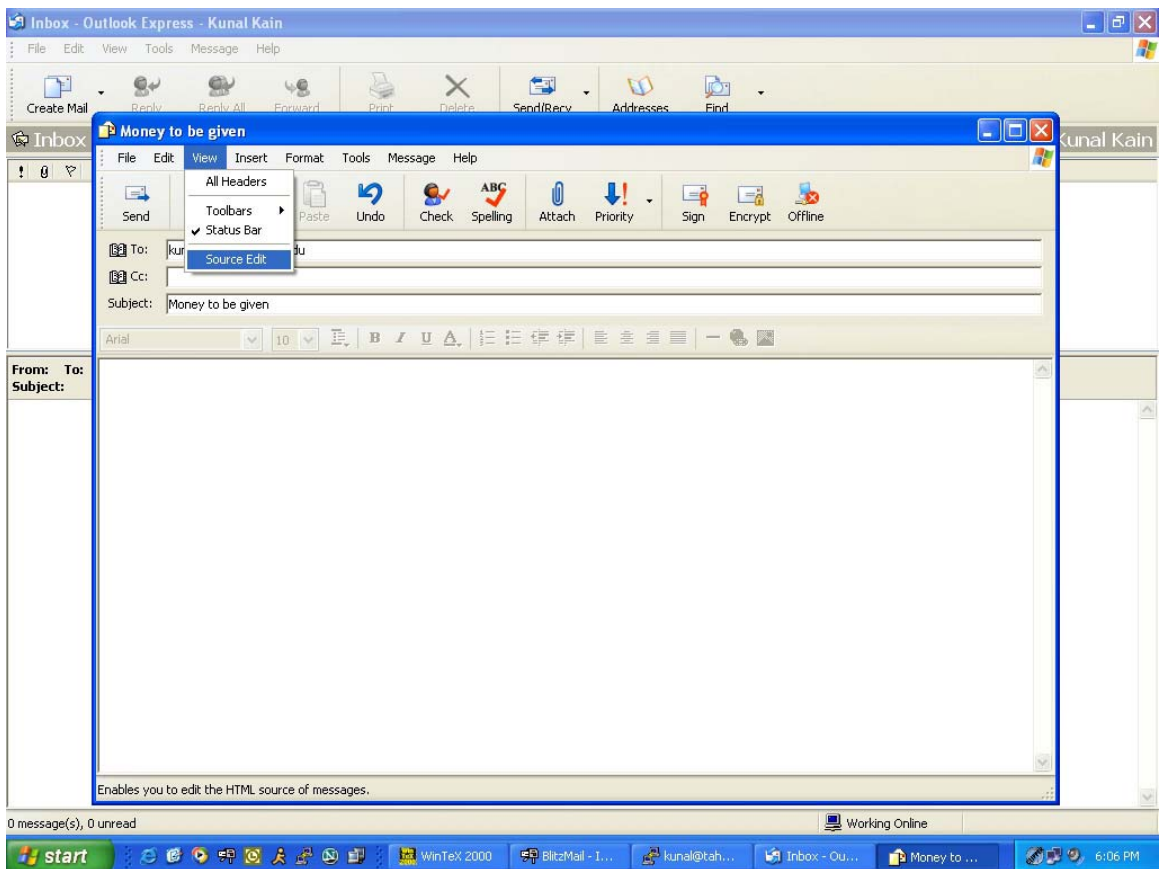 Inbox - Outlook Express - Kunal Kain
File Edit View Tools Message Help
Create Mail Reply Reply All Forward Print Delete Send/Recv Addresses Find
Inbox Kunal Kain
Money to be given
File Edit View Insert Format Tools Message Help
All Headers
Toolbars
Status Bar
Source Edit
Send Paste Undo Check Spelling Attach Priority Sign Encrypt Offline
To:
Cc:
Subject: Money to be given
Arial 10
From: To:
Subject:
Enables you to edit the HTML source of messages.
0 message(s), 0 unread Working Online
start WinTeX 2000 BlitzMail - I... kunal@tah... Inbox - Ou... Money to ... 6:06 PM